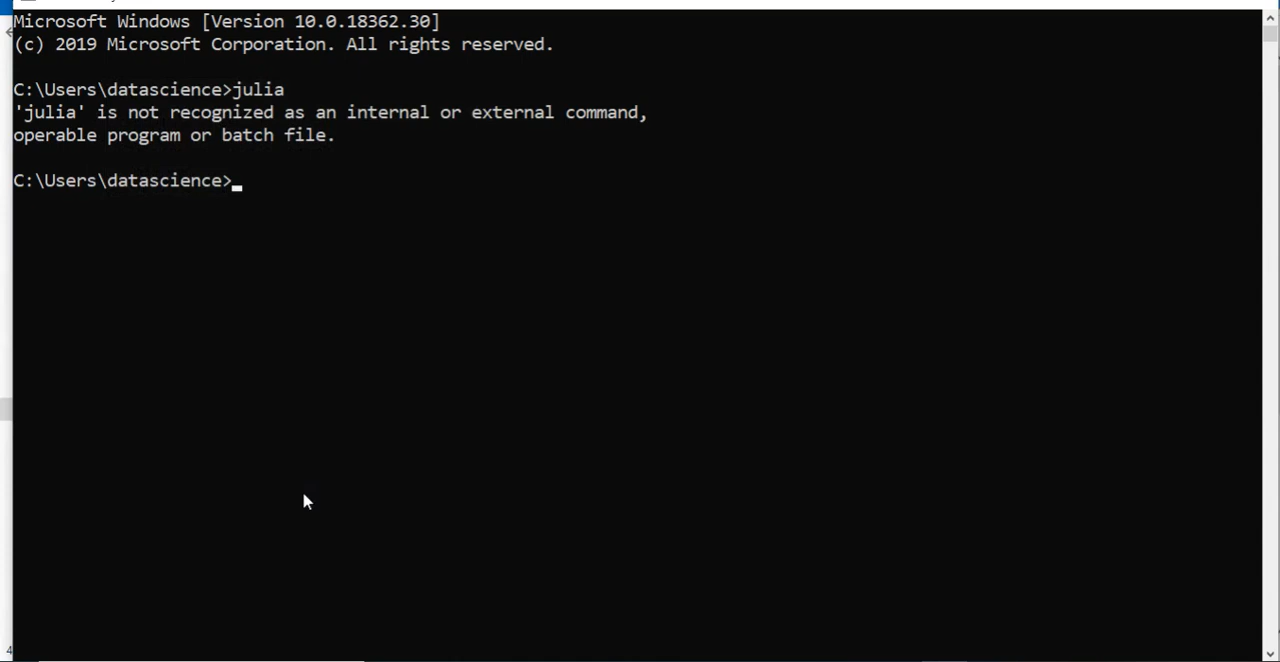 Microsoft Windows [Version 10.0.18362.30]
(c) 2019 Microsoft Corporation. All rights reserved.
C:\Users\datascience>julia
'julia' is not recognized as an internal or external command,
operable program or batch file.
C:\Users\datascience>
4